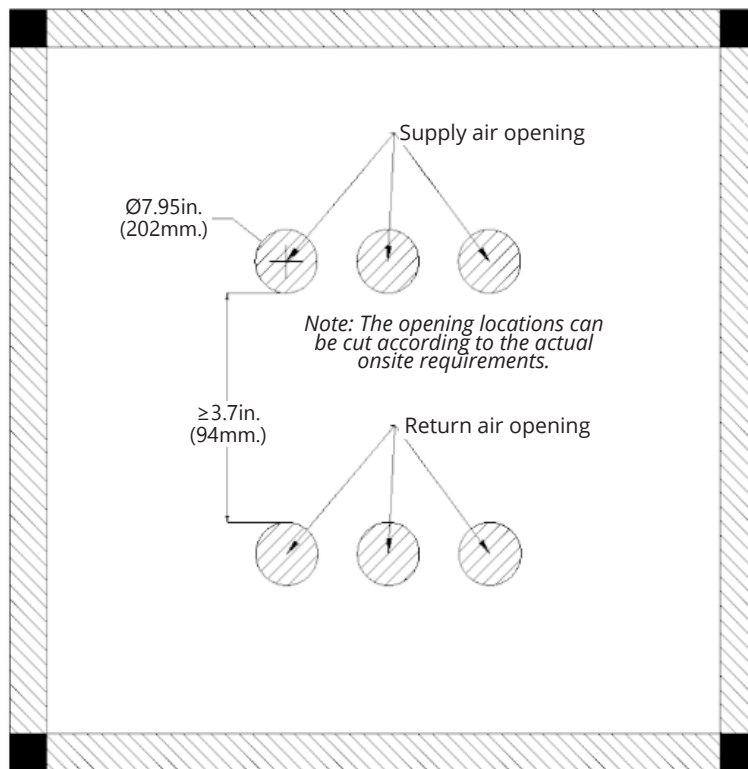 Supply air opening
Ø7.95in.
(202mm.)
Note: The opening locations can
be cut according to the actual
onsite requirements.
≥3.7in.
(94mm.)
Return air opening